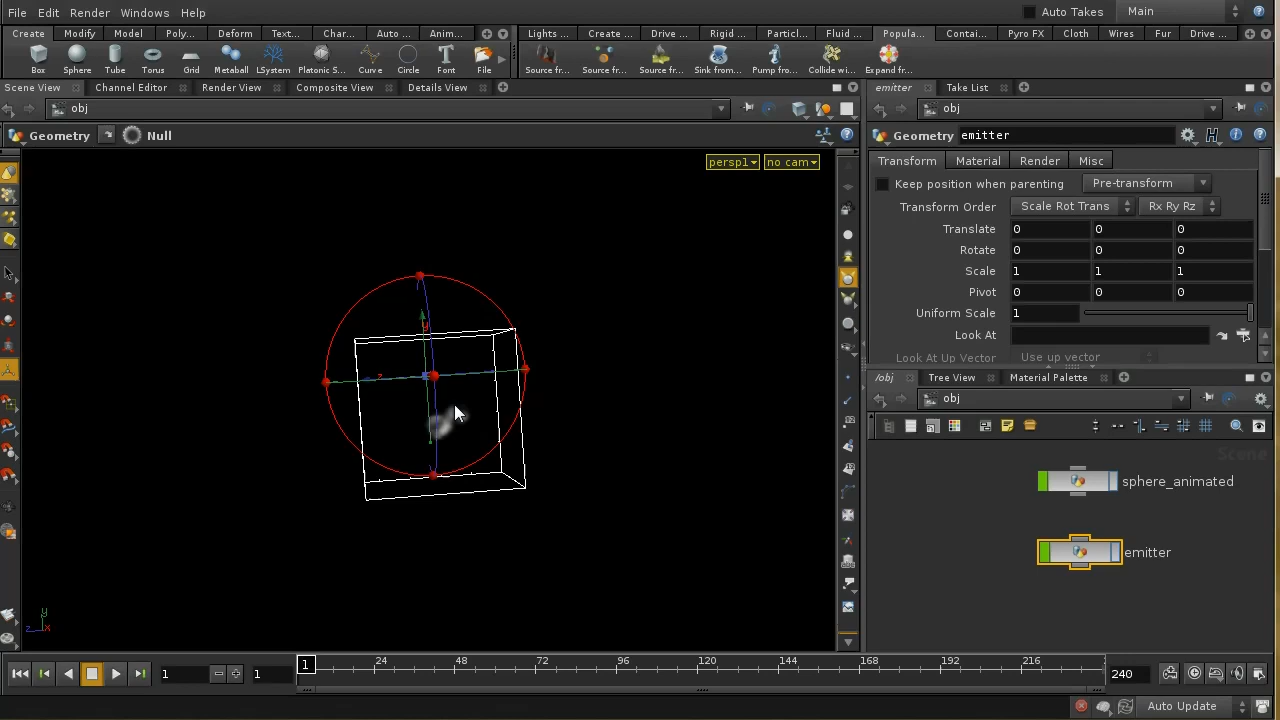 File Edit Render Windows Help Auto Takes Main
Create Modify Model Poly... Deform Text... Char... Auto ... Anim... Lights ... Create ... Drive ... Rigid ... Particl... Fluid ... Popula... Contai... Pyro FX Cloth Wires Fur Drive ...
Box Sphere Tube Torus Grid Metaball LSystem Platonic S... Curve Circle Font File Source fr... Source fr... Source fr... Sink from... Pump fro... Collide wi... Expand fr...
Scene View Channel Editor Render View Composite View Details View emitter Take List
obj obj
Geometry Null Geometry emitter
persp1 no cam Transform Material Render Misc
Keep position when parenting Pre-transform
Transform Order Scale Rot Trans Rx Ry Rz
Translate 0 0 0
Rotate 0 0 0
Scale 1 1 1
Pivot 0 0 0
Uniform Scale 1
Look At
Look At Up Vector Use up vector
/obj Tree View Material Palette
obj
Scene
sphere_animated
emitter
y
z
y
z x
1 1 1 24 48 72 96 120 144 168 192 216 240
Auto Update